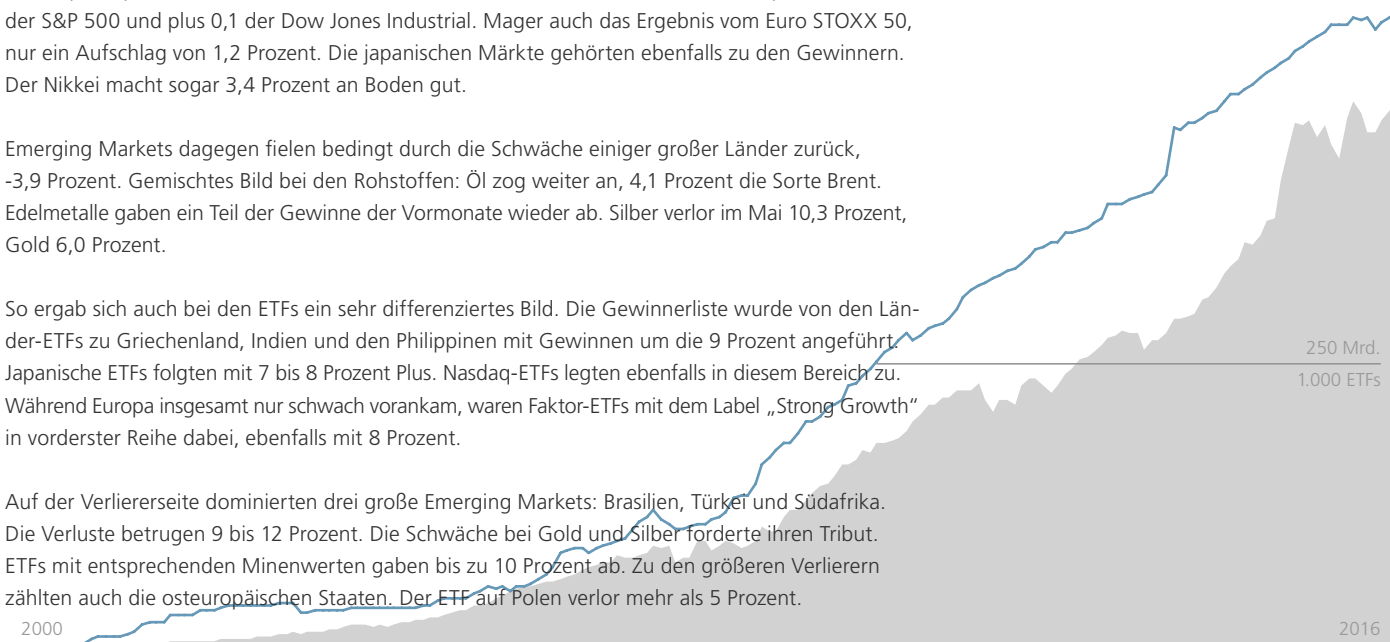 der S&P 500 und plus 0,1 der Dow Jones Industrial. Mager auch das Ergebnis vom Euro STOXX 50,
nur ein Aufschlag von 1,2 Prozent. Die japanischen Märkte gehörten ebenfalls zu den Gewinnern.
Der Nikkei macht sogar 3,4 Prozent an Boden gut.
Emerging Markets dagegen fielen bedingt durch die Schwäche einiger großer Länder zurück,
-3,9 Prozent. Gemischtes Bild bei den Rohstoffen: Öl zog weiter an, 4,1 Prozent die Sorte Brent.
Edelmetalle gaben ein Teil der Gewinne der Vormonate wieder ab. Silber verlor im Mai 10,3 Prozent,
Gold 6,0 Prozent.
So ergab sich auch bei den ETFs ein sehr differenziertes Bild. Die Gewinnerliste wurde von den Län-
der-ETFs zu Griechenland, Indien und den Philippinen mit Gewinnen um die 9 Prozent angeführt.
Japanische ETFs folgten mit 7 bis 8 Prozent Plus. Nasdaq-ETFs legten ebenfalls in diesem Bereich zu.
Während Europa insgesamt nur schwach vorankam, waren Faktor-ETFs mit dem Label „Strong Growth“
in vorderster Reihe dabei, ebenfalls mit 8 Prozent.
Auf der Verliererseite dominierten drei große Emerging Markets: Brasilien, Türkei und Südafrika.
Die Verluste betrugen 9 bis 12 Prozent. Die Schwäche bei Gold und Silber forderte ihren Tribut.
ETFs mit entsprechenden Minenwerten gaben bis zu 10 Prozent ab. Zu den größeren Verlierern
zählten auch die osteuropäischen Staaten. Der ETF auf Polen verlor mehr als 5 Prozent.
250 Mrd.
1.000 ETFs
2000
2016